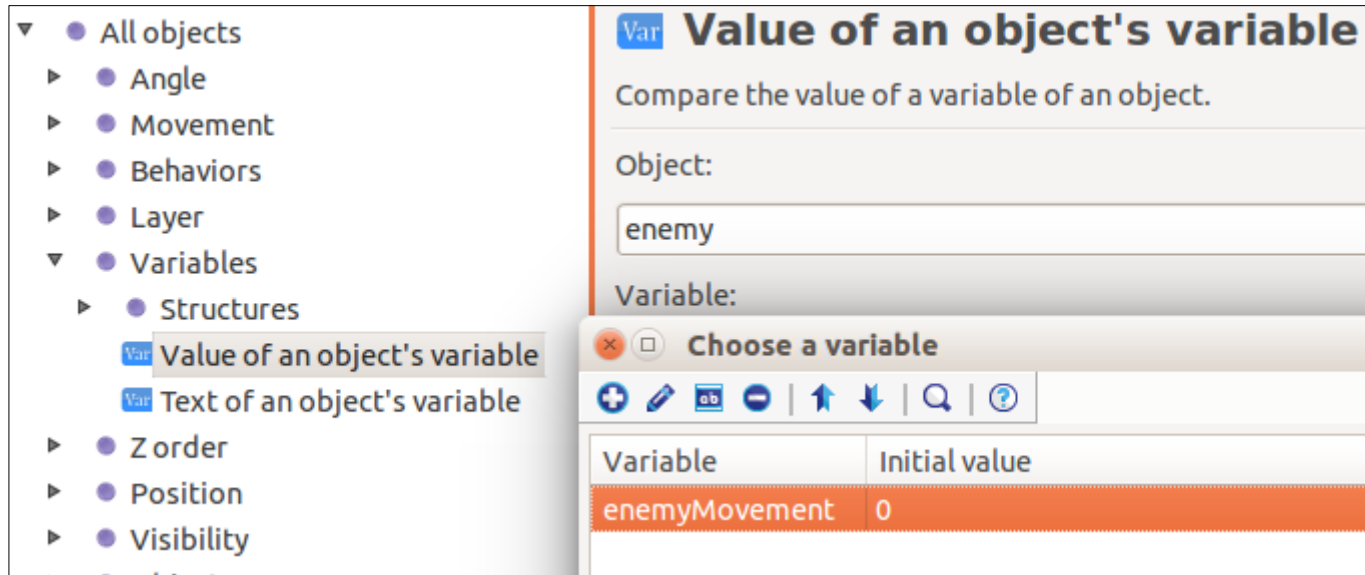 All objects
Angle
Movement
Behaviors
Layer
Variables
Structures
Var Value of an object's variable
Var Text of an object's variable
Z order
Position
Visibility
Var Value of an object's variable
Compare the value of a variable of an object.
Object:
enemy
Variable:
Choose a variable
ab
Variable Initial value
enemyMovement 0